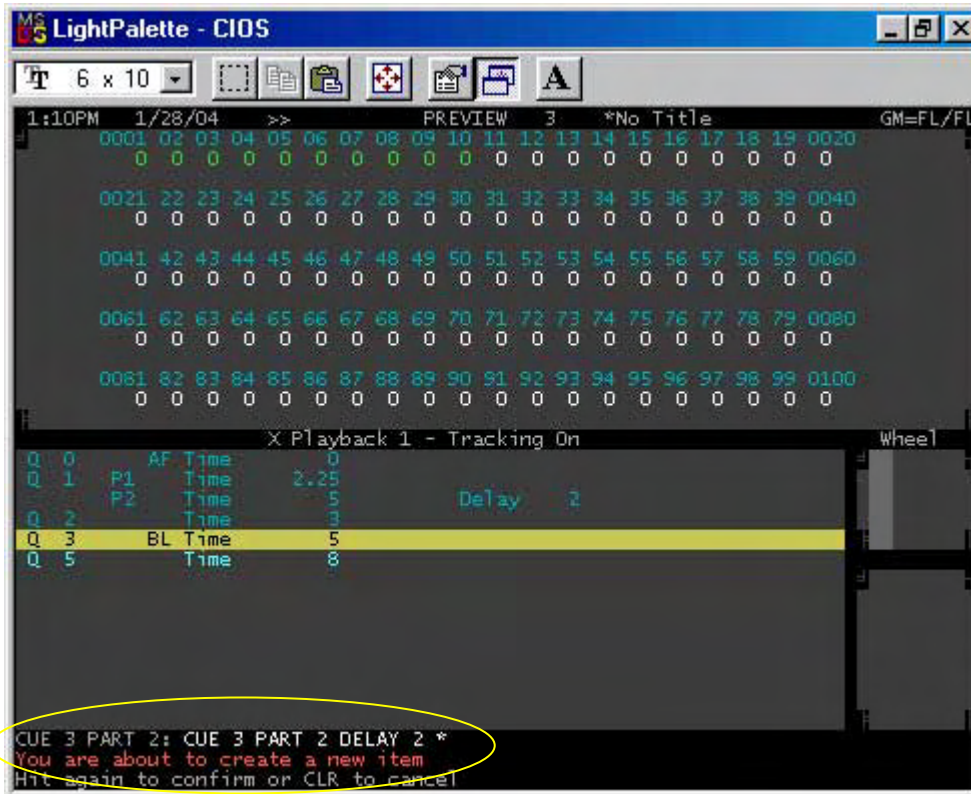 LightPalette - CIOS
6 x 10
A
1:10PM 1/28/04 >> PREVIEW 3 *No Title GM=FL/FL
0001 02 03 04 05 06 07 08 09 10 11 12 13 14 15 16 17 18 19 0020
0 0 0 0 0 0 0 0 0 0 0 0 0 0 0 0 0 0 0 0
0021 22 23 24 25 26 27 28 29 30 31 32 33 34 35 36 37 38 39 0040
0 0 0 0 0 0 0 0 0 0 0 0 0 0 0 0 0 0 0 0
0041 42 43 44 45 46 47 48 49 50 51 52 53 54 55 56 57 58 59 0060
0 0 0 0 0 0 0 0 0 0 0 0 0 0 0 0 0 0 0 0
0061 62 63 64 65 66 67 68 69 70 71 72 73 74 75 76 77 78 79 0080
0 0 0 0 0 0 0 0 0 0 0 0 0 0 0 0 0 0 0 0
0081 82 83 84 85 86 87 88 89 90 91 92 93 94 95 96 97 98 99 0100
0 0 0 0 0 0 0 0 0 0 0 0 0 0 0 0 0 0 0 0
X Playback 1 - Tracking On Wheel
Q 0 AF Time 0
Q 1 P1 Time 2.25
P2 Time 5 Delay 2
Q 2 Time 3
Q 3 BL Time 5
Q 5 Time 8
CUE 3 PART 2: CUE 3 PART 2 DELAY 2 *
You are about to create a new item
Hit again to confirm or CLR to cancel